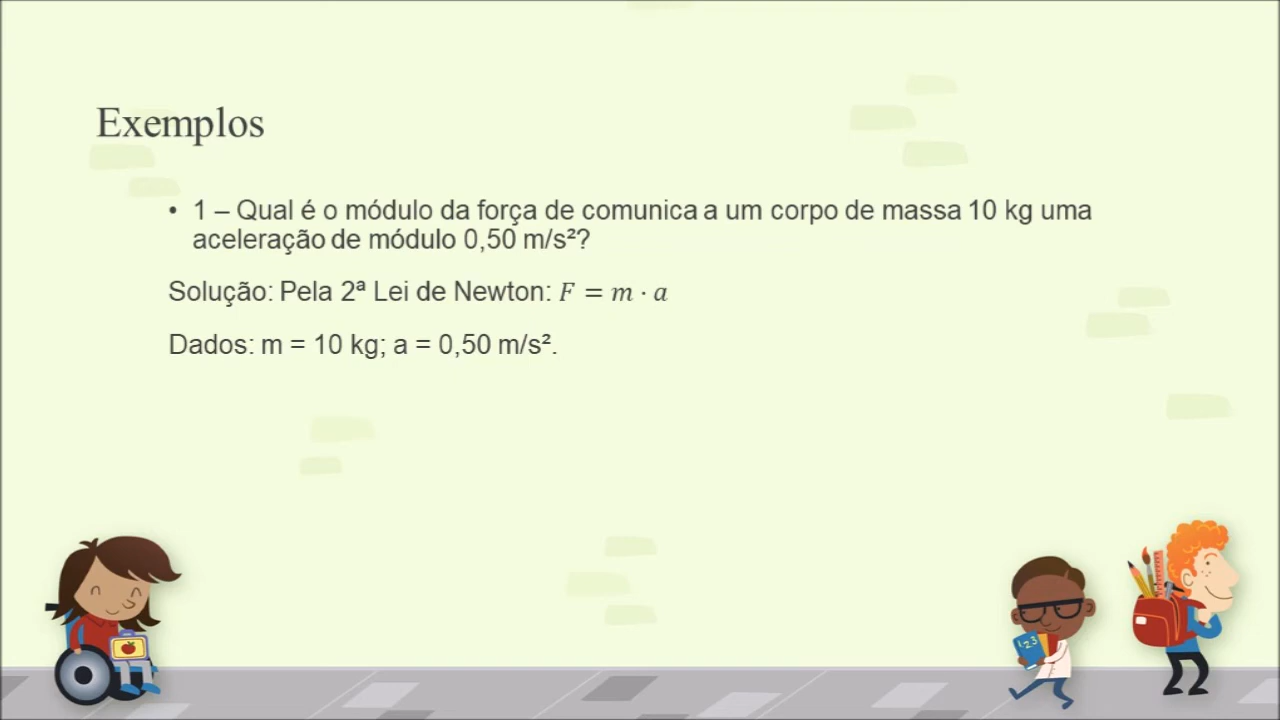 Exemplos
• 1 – Qual é o módulo da força de comunica a um corpo de massa 10 kg uma
aceleração de módulo 0,50 m/s²?
Solução: Pela 2ª Lei de Newton: F = m · a
Dados: m = 10 kg; a = 0,50 m/s².
123